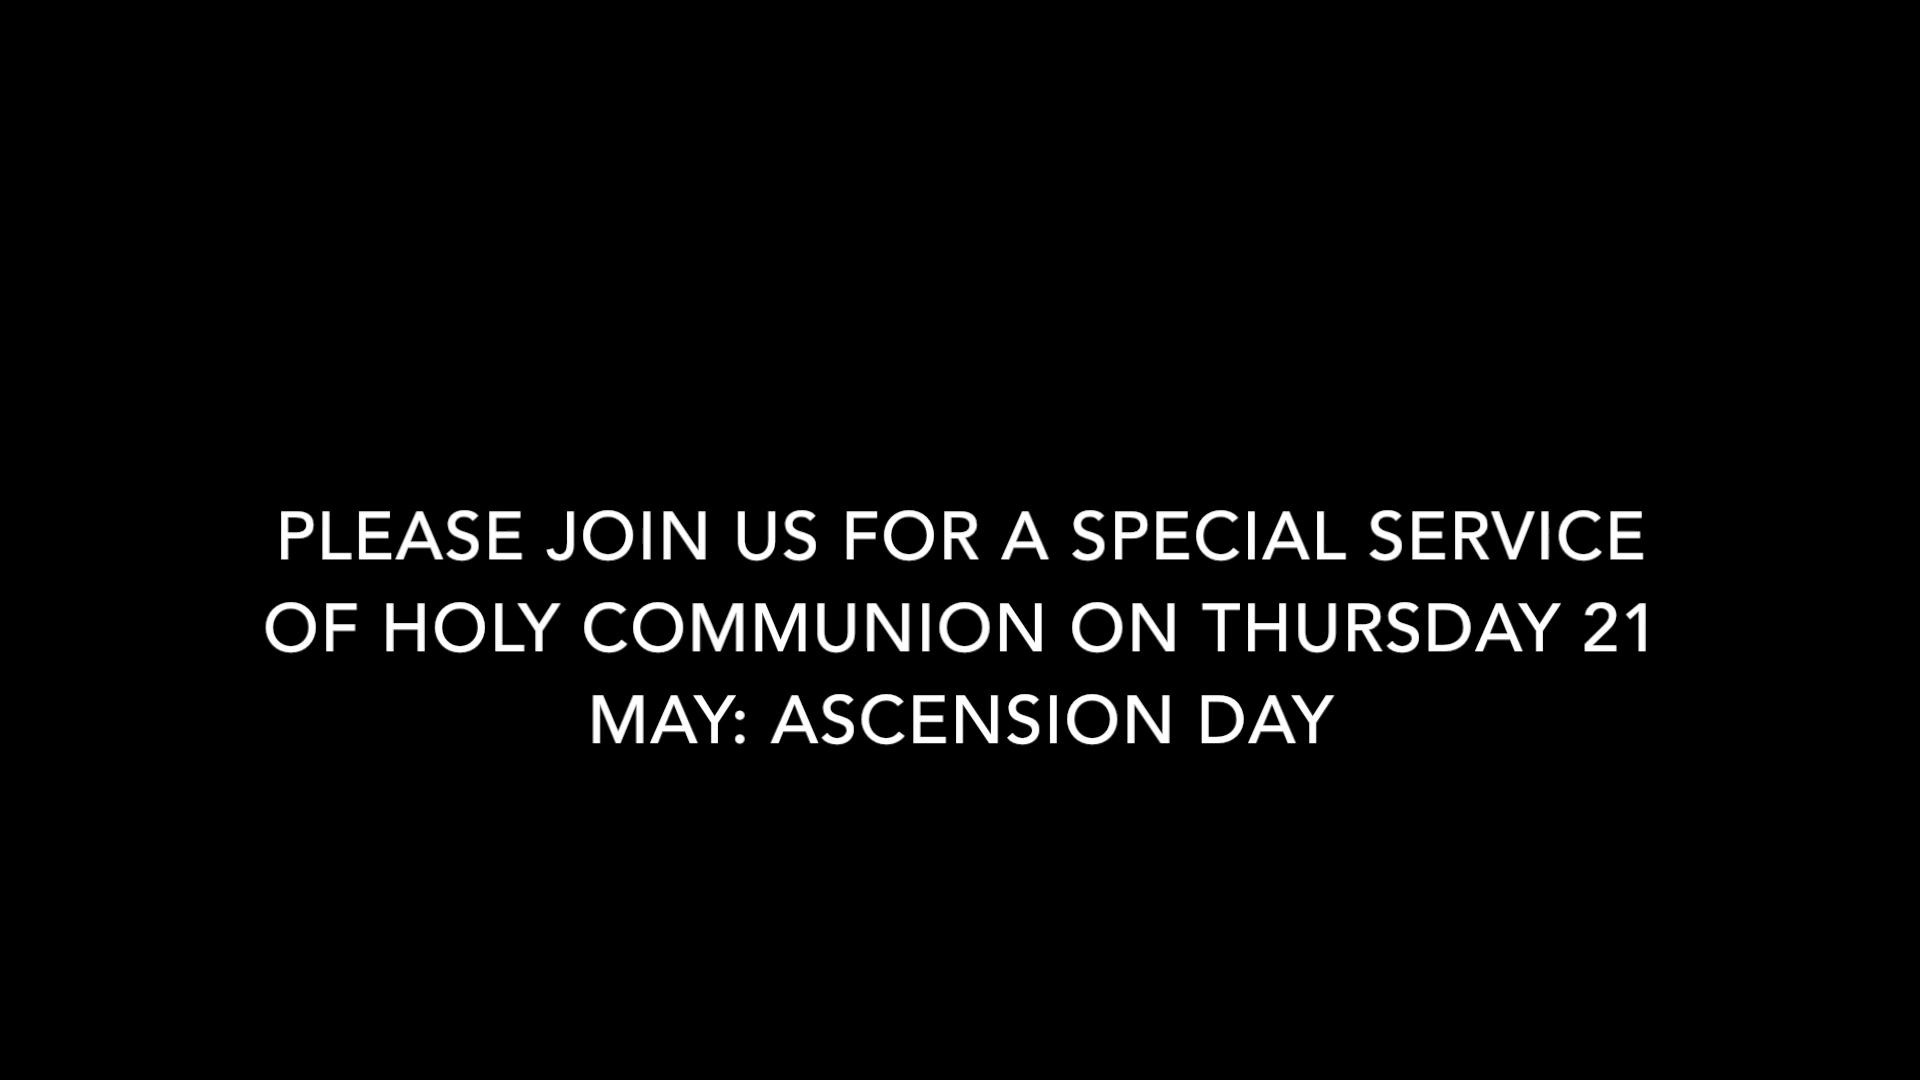 PLEASE JOIN US FOR A SPECIAL SERVICE
OF HOLY COMMUNION ON THURSDAY 21
MAY: ASCENSION DAY